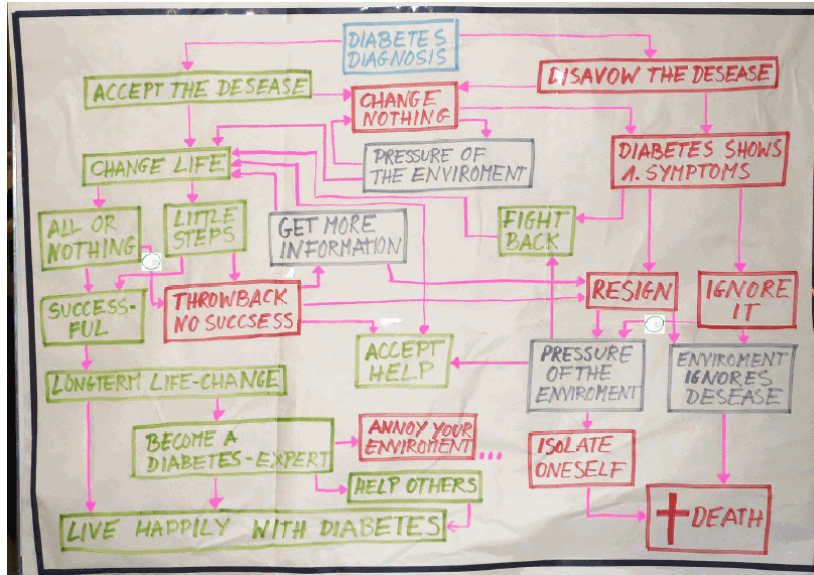 DIABETES
DIAGNOSIS
ACCEPT THE DESEASE
DISAVOW THE DESEASE
CHANGE
NOTHING
CHANGE LIFE
PRESSURE OF
THE ENVIROMENT
DIABETES SHOWS
1. SYMPTOMS
ALL OR
NOTHING
LITTLE
STEPS
GET MORE
INFORMATION
FIGHT
BACK
SUCCESS-
FUL
THROWBACK
NO SUCSESS
RESIGN
IGNORE
IT
ACCEPT
HELP
PRESSURE
OF THE
ENVIROMENT
ENVIROMENT
IGNORES
DESEASE
LONGTERM LIFE-CHANGE
BECOME A
DIABETES-EXPERT
ANNOY YOUR
ENVIROMENT...
ISOLATE
ONESELF
HELP OTHERS
LIVE HAPPILY WITH DIABETES
DEATH